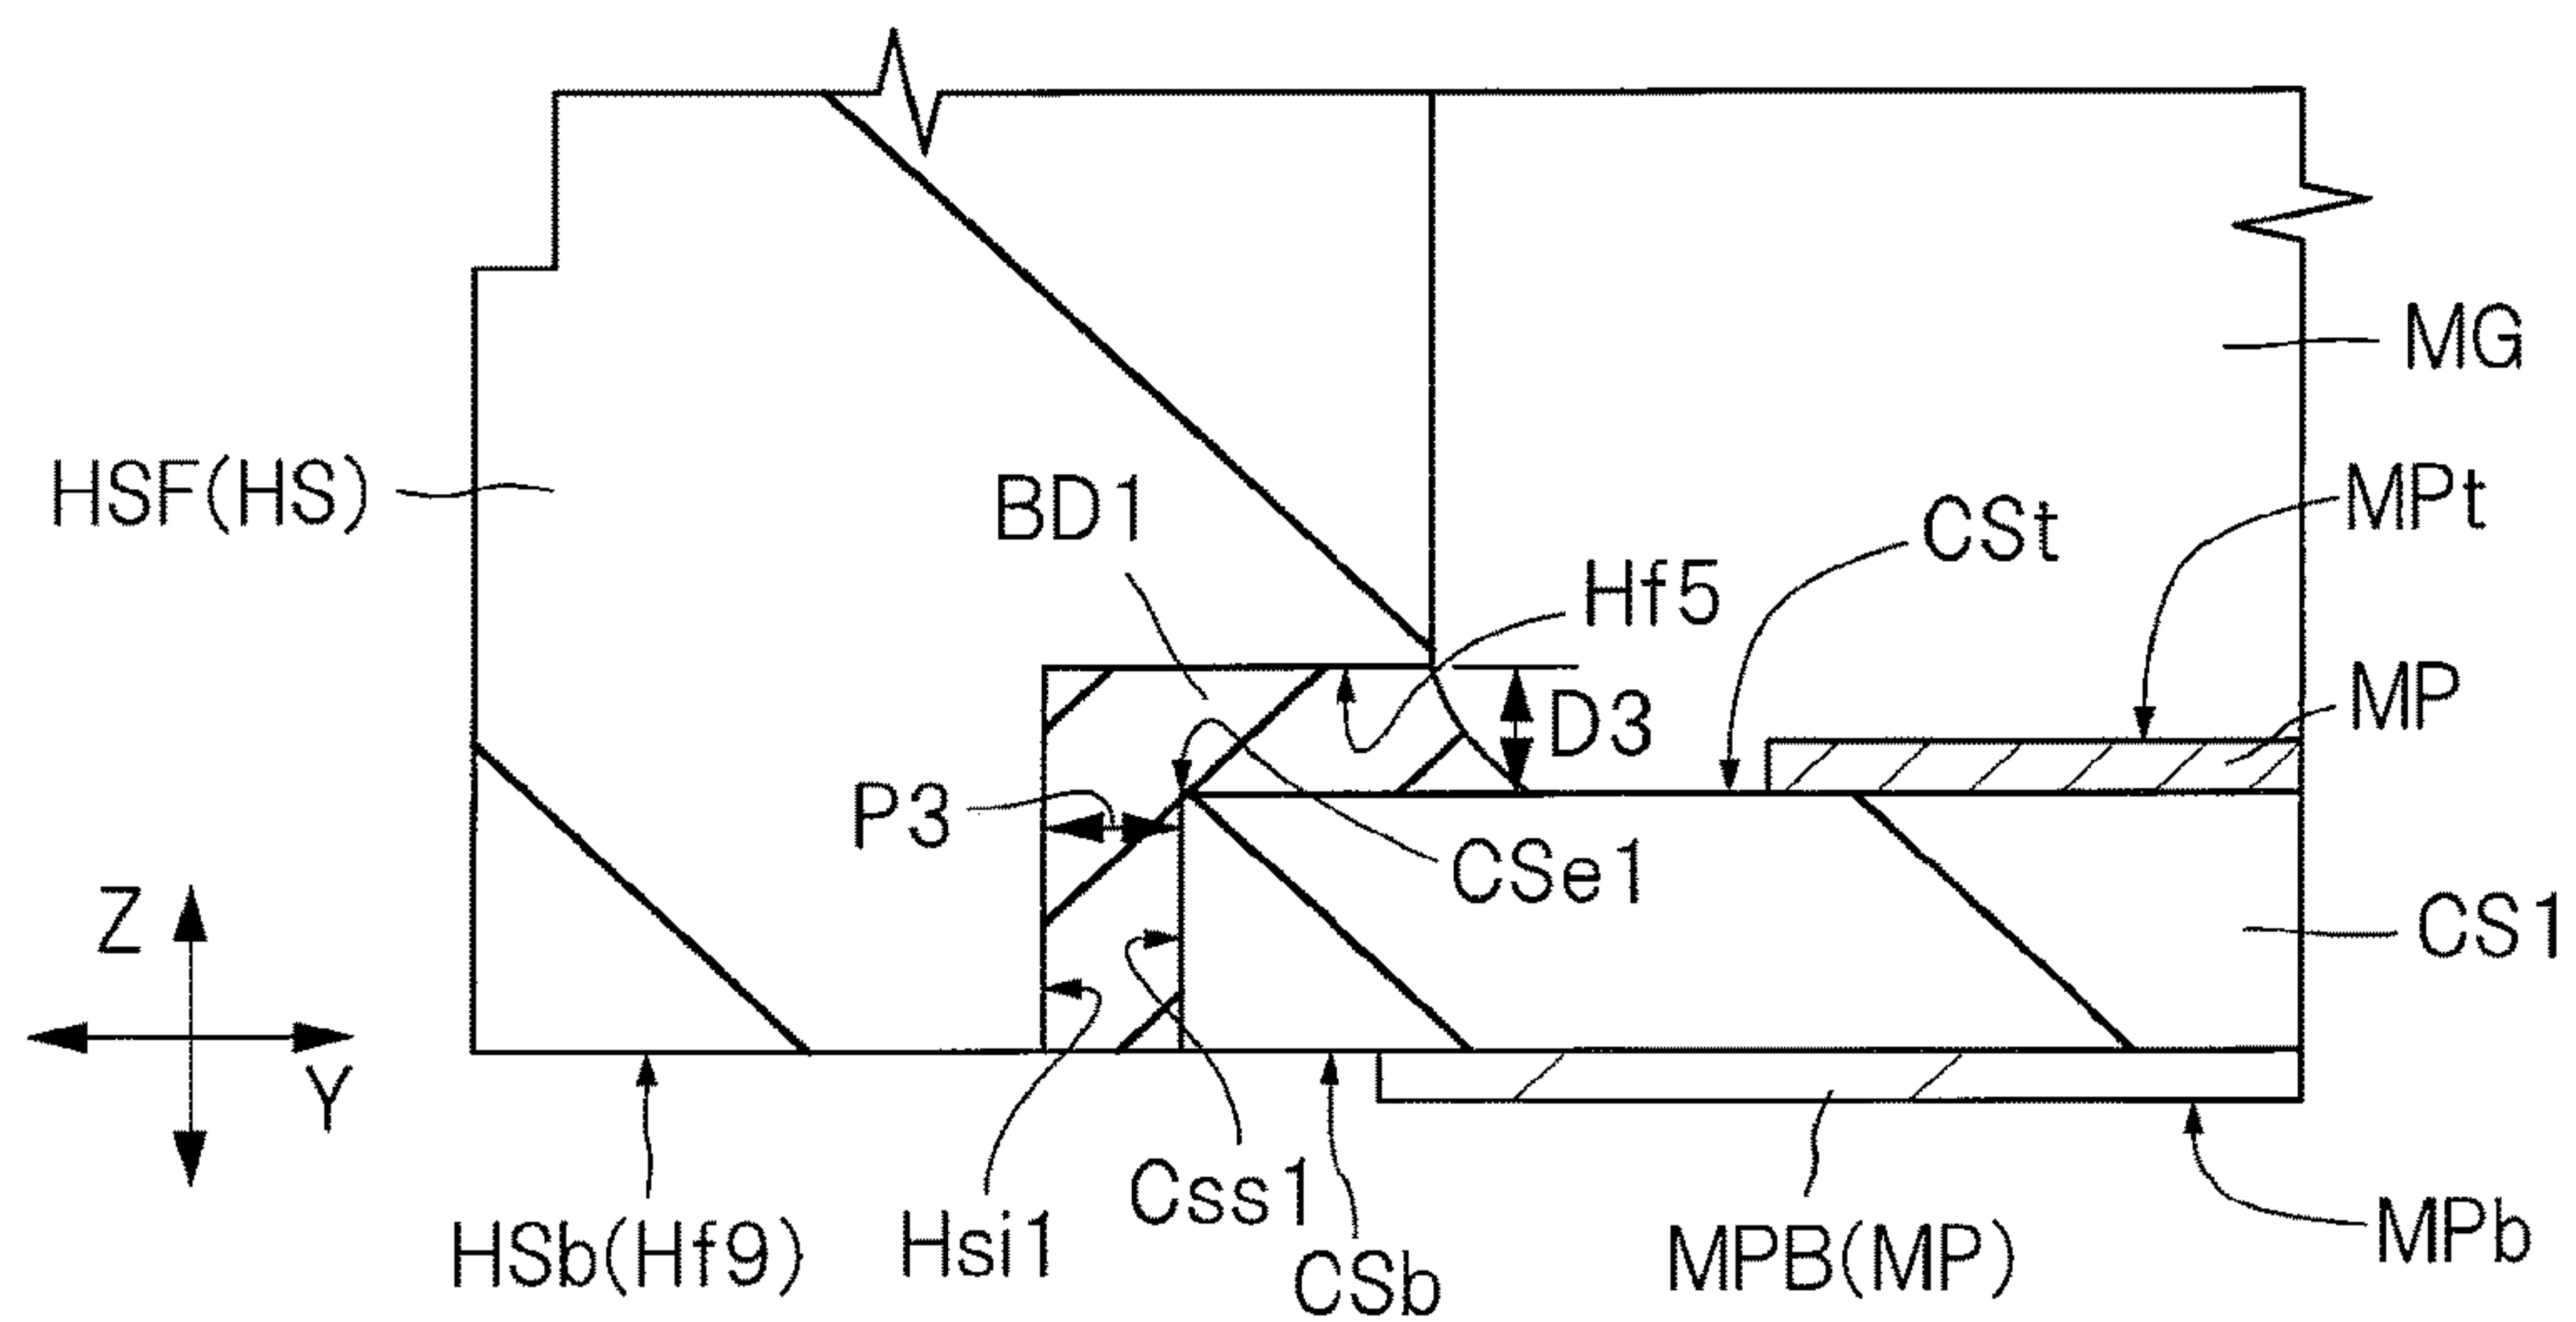 MG
MPt
HSF(HS)
BD1
CSt
Hf5
MP
D3
P3
CSe1
Z
CS1
Y
Css1
Hsi1
HSb(Hf9)
CSb
MPB(MP)
MPb